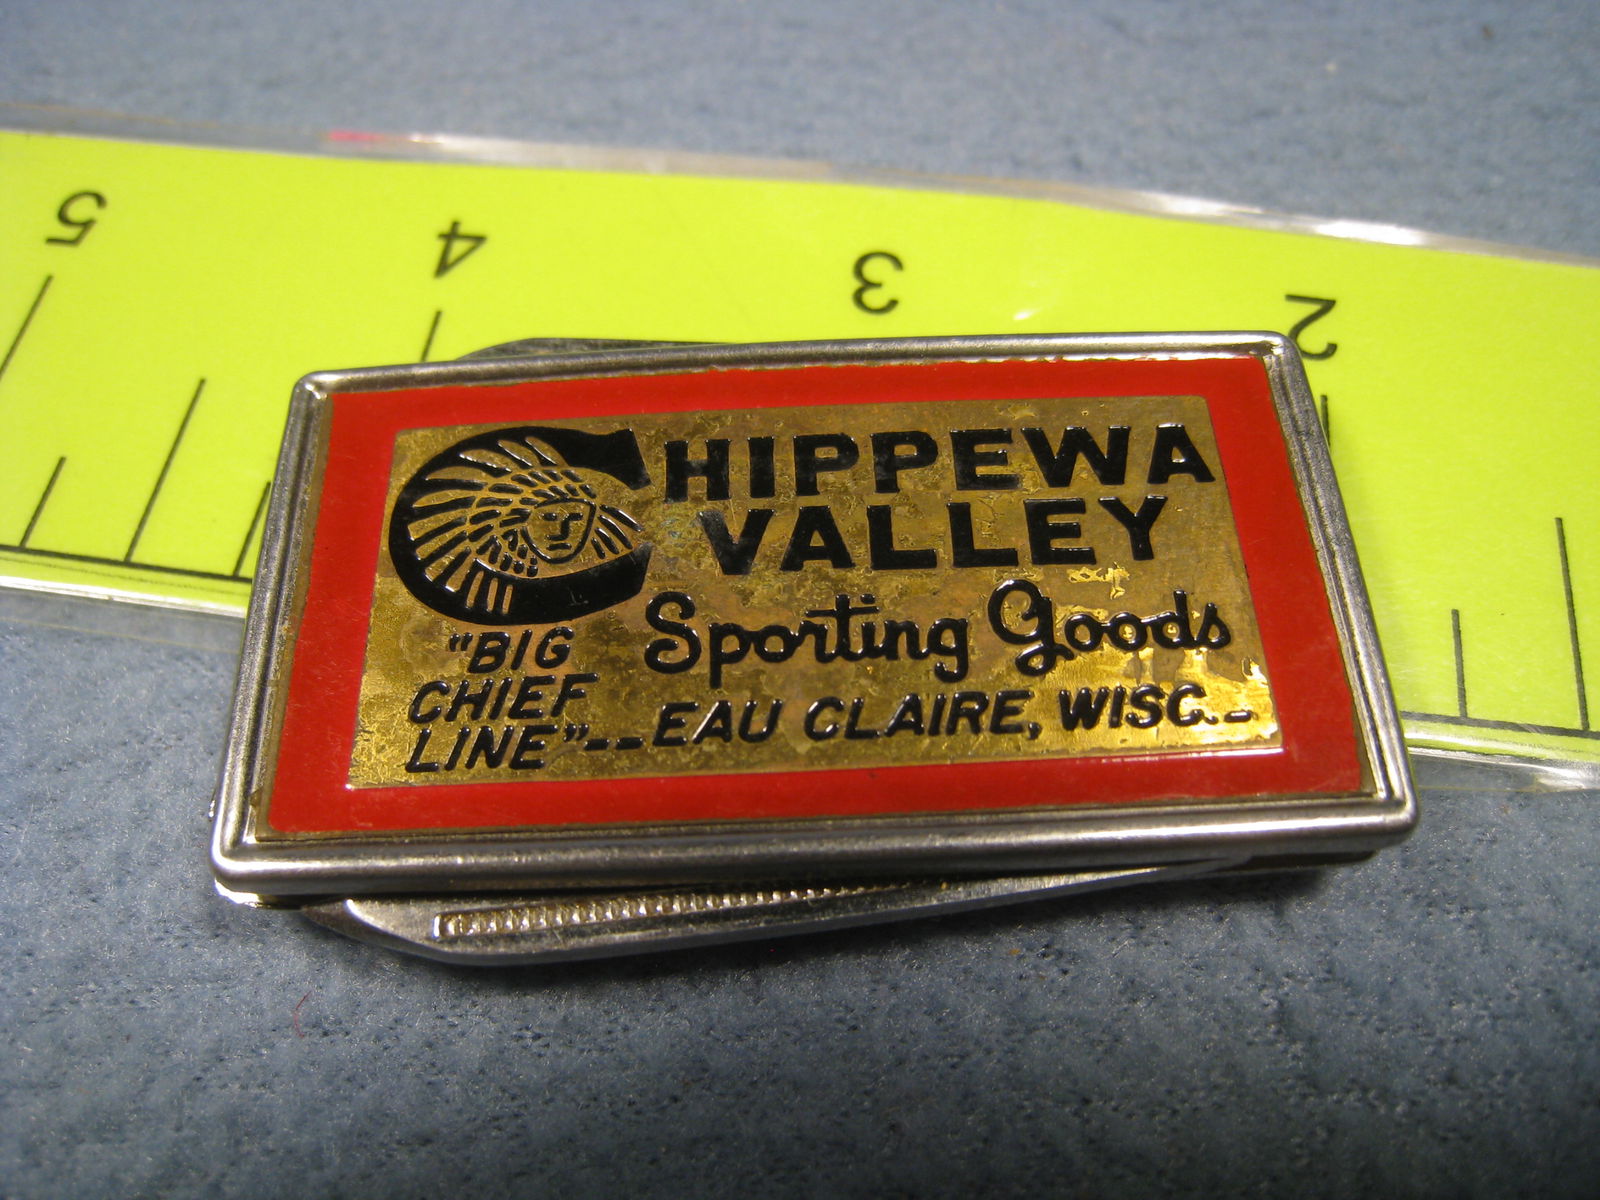 5 4 3 2
CHIPPEWA
VALLEY
Sporting Goods
"BIG
CHIEF
LINE"--EAU CLAIRE, WISC.-